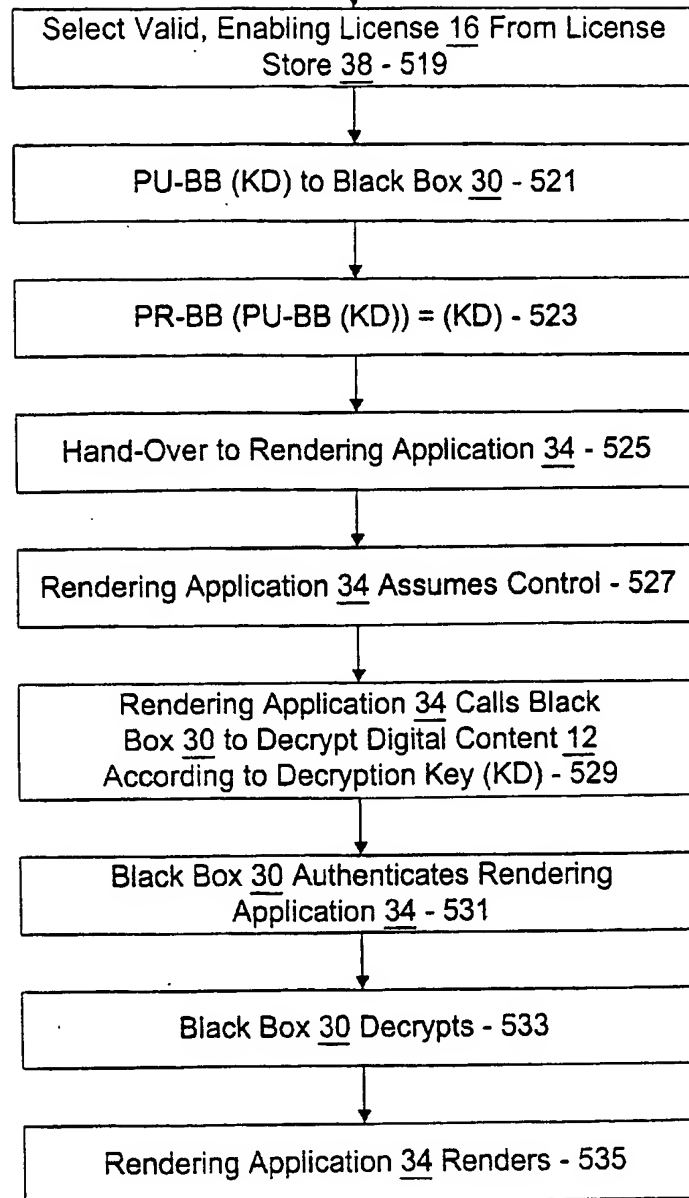 Select Valid, Enabling License 16 From License
Store 38 - 519
PU-BB (KD) to Black Box 30 - 521
PR-BB (PU-BB (KD)) = (KD) - 523
Hand-Over to Rendering Application 34 - 525
Rendering Application 34 Assumes Control - 527
Rendering Application 34 Calls Black
Box 30 to Decrypt Digital Content 12
According to Decryption Key (KD) - 529
Black Box 30 Authenticates Rendering
Application 34 - 531
Black Box 30 Decrypts - 533
Rendering Application 34 Renders - 535